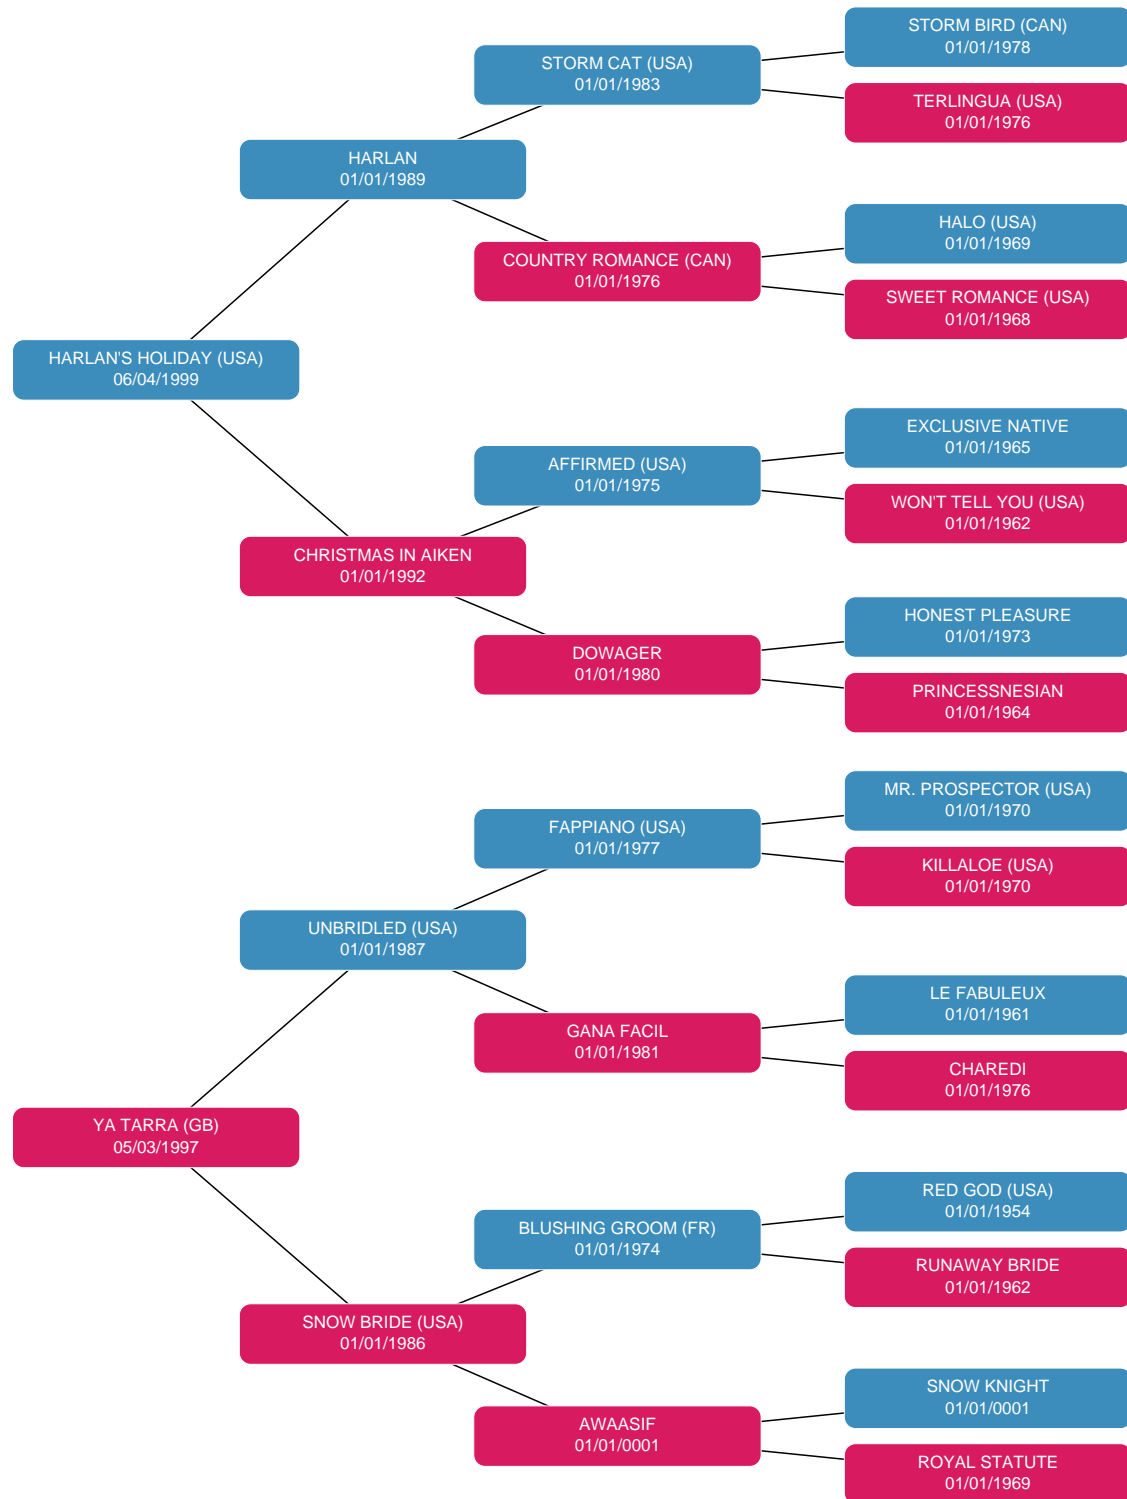 STORM BIRD (CAN)
01/01/1978
STORM CAT (USA)
01/01/1983
TERLINGUA (USA)
01/01/1976
HARLAN
01/01/1989
HALO (USA)
01/01/1969
COUNTRY ROMANCE (CAN)
01/01/1976
SWEET ROMANCE (USA)
01/01/1968
HARLAN'S HOLIDAY (USA)
06/04/1999
EXCLUSIVE NATIVE
01/01/1965
AFFIRMED (USA)
01/01/1975
WON'T TELL YOU (USA)
01/01/1962
CHRISTMAS IN AIKEN
01/01/1992
HONEST PLEASURE
01/01/1973
DOWAGER
01/01/1980
PRINCESSNESIAN
01/01/1964
MR. PROSPECTOR (USA)
01/01/1970
FAPPIANO (USA)
01/01/1977
KILLALOE (USA)
01/01/1970
UNBRIDLED (USA)
01/01/1987
LE FABULEUX
01/01/1961
GANA FACIL
01/01/1981
CHAREDI
01/01/1976
YA TARRA (GB)
05/03/1997
RED GOD (USA)
01/01/1954
BLUSHING GROOM (FR)
01/01/1974
RUNAWAY BRIDE
01/01/1962
SNOW BRIDE (USA)
01/01/1986
SNOW KNIGHT
01/01/0001
AWAASIF
01/01/0001
ROYAL STATUTE
01/01/1969